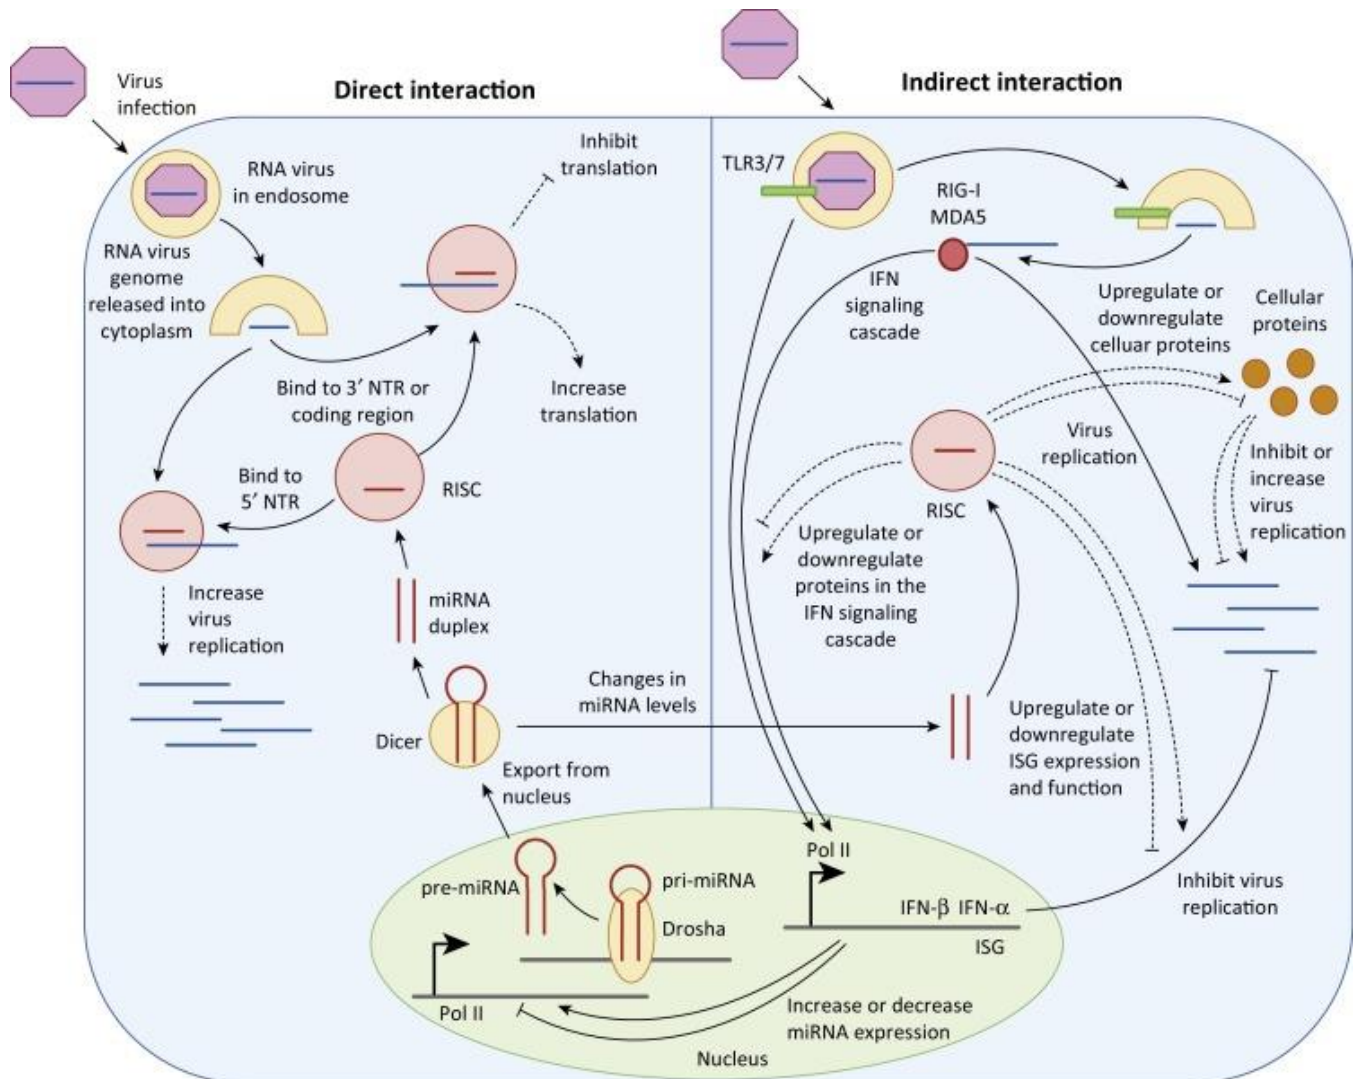 Virus
infection
Direct interaction
RNA virus
in endosome
RNA virus
genome
released into
cytoplasm
Inhibit
translation
Increase
translation
Bind to 3′ NTR or
coding region
Bind to
5′ NTR
RISC
Increase
virus
replication
miRNA
duplex
Dicer
Changes in
miRNA levels
Export from
nucleus
pre-miRNA
pri-miRNA
Drosha
Pol II
Nucleus
Indirect interaction
TLR3/7
RIG-I
MDA5
IFN
signaling
cascade
Upregulate or
downregulate
celluar proteins
Cellular
proteins
Virus
replication
Inhibit or
increase
virus
replication
RISC
Upregulate or
downregulate
proteins in the
IFN signaling
cascade
Upregulate or
downregulate
ISG expression
and function
Pol II
IFN-β IFN-α
ISG
Inhibit virus
replication
Increase or decrease
miRNA expression